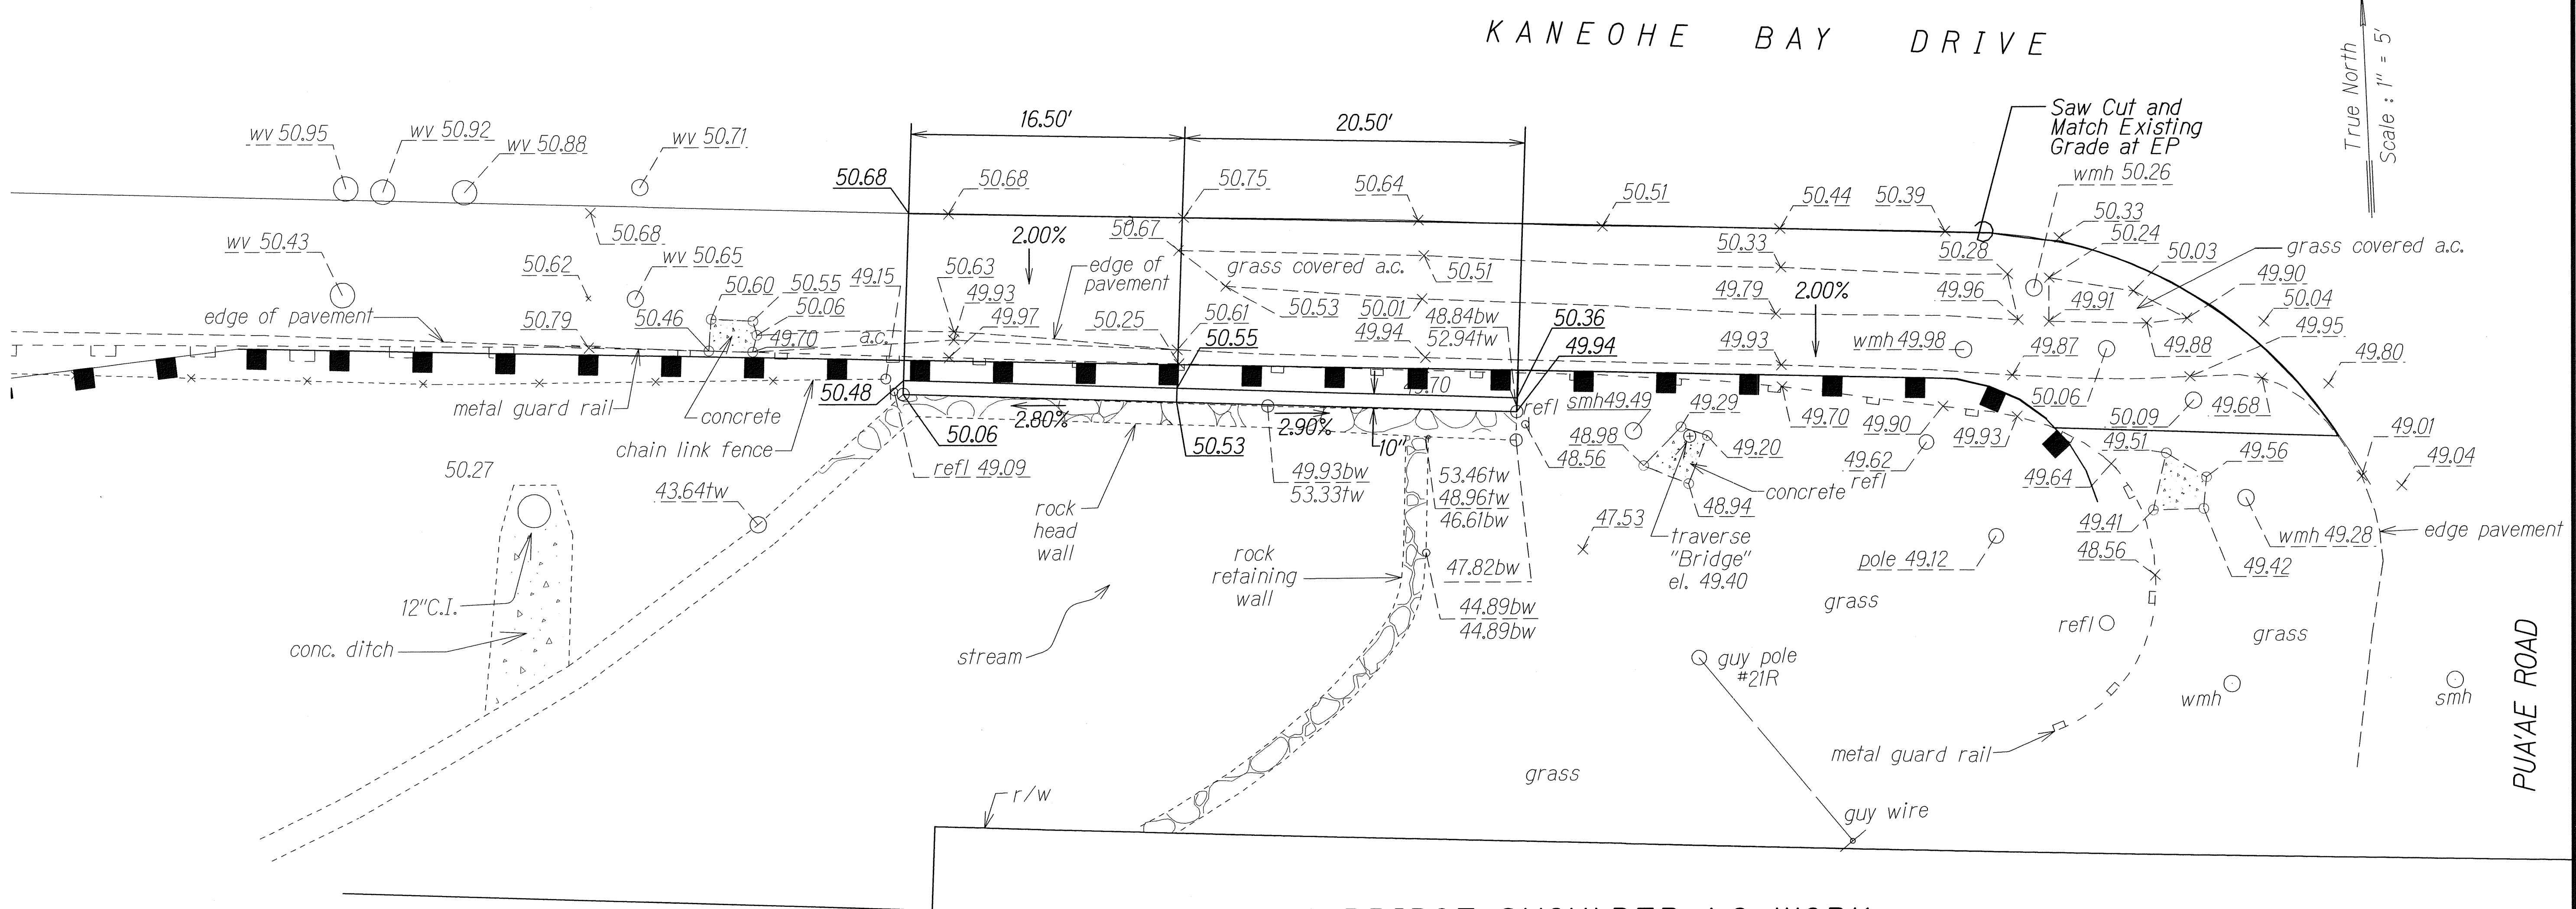 KANEOHE BAY DRIVE
True North
Scale : 1" = 5'
Saw Cut and
Match Existing
Grade at EP
16.50'
20.50'
wv 50.95
wv 50.92
wv 50.88
wv 50.71
50.68
50.68
50.75
50.64
50.51
50.44
50.39
wmh 50.26
50.33
50.24
50.03
grass covered a.c.
49.90
50.04
49.95
wv 50.43
50.68
wv 50.65
50.62
50.60
50.55
50.06
49.15
50.63
49.93
49.97
2.00%
edge of
pavement
50.67
grass covered a.c.
50.51
50.33
50.28
49.79
2.00%
49.96
49.91
49.88
49.80
edge of pavement
50.79
50.46
49.70
a.c.
50.25
50.61
50.55
50.53
50.01
49.94
48.84bw
52.94tw
50.36
49.94
49.93
wmh 49.98
49.87
metal guard rail
concrete
chain link fence
50.48
50.06
refl 49.09
2.80%
50.53
2.90%
49.70
10"
refl
smh 49.49
48.98
48.56
49.29
49.20
49.70
49.90
49.93
49.62
refl
50.06
50.09
49.68
49.51
49.56
49.64
49.01
49.04
50.27
43.64tw
rock
head
wall
49.93bw
53.33tw
53.46tw
48.96tw
46.61bw
47.53
48.94
concrete
traverse
"Bridge"
el. 49.40
pole 49.12
49.41
48.56
49.42
wmh 49.28
edge pavement
12"C.I.
conc. ditch
stream
rock
retaining
wall
47.82bw
44.89bw
44.89bw
grass
refl
grass
guy pole
#21R
wmh
smh
metal guard rail
PUA'AE ROAD
grass
guy wire
r/w
BRIDGE SHOULDER AC WORK